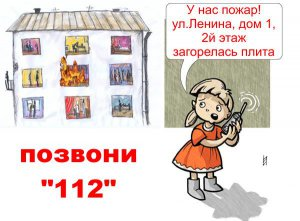 У нас пожар!
ул.Ленина, дом 1,
2й этаж
загорелась плита
позвони
"112"